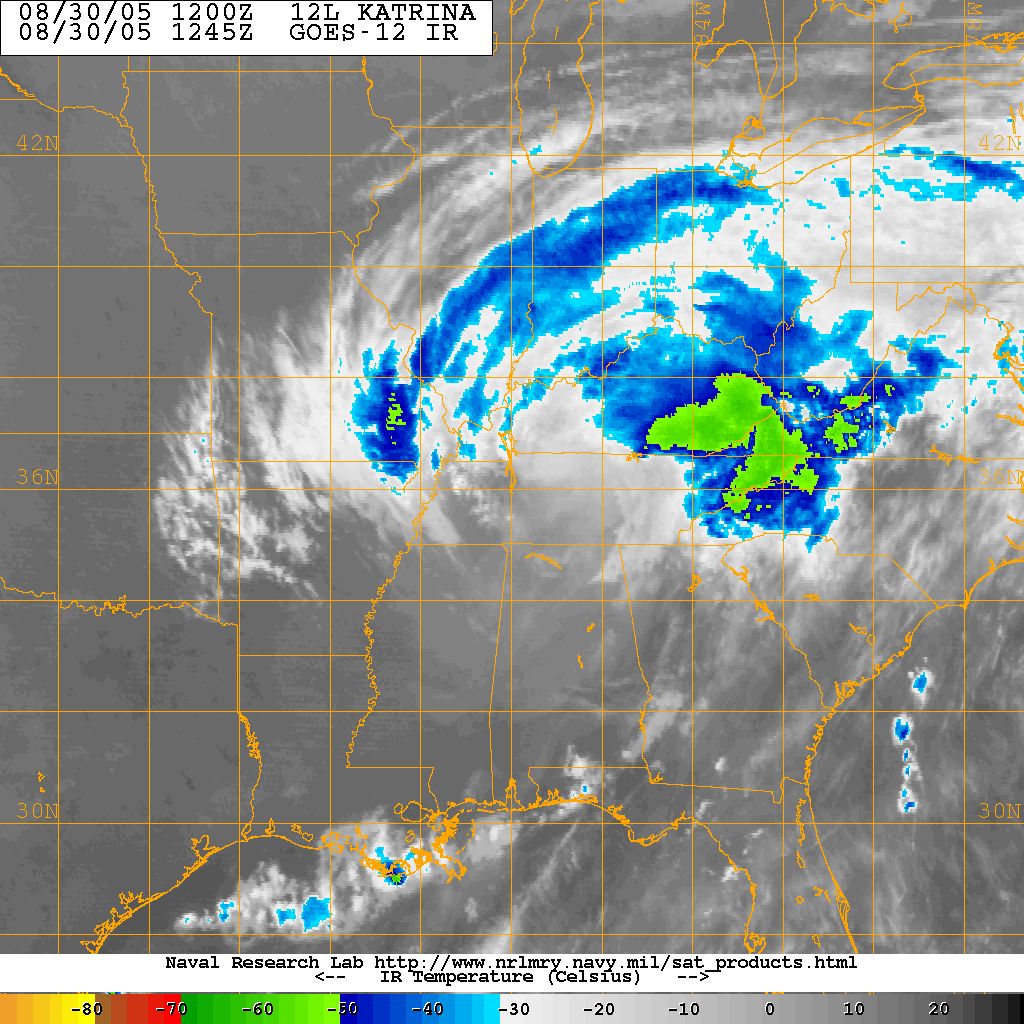 08/30/05 1200Z 12L KATRINA
08/30/05 1245Z GOES-12 IR
84W
42N 42N
36N
30N 30N
Naval Research Lab http://www.nrlmry.navy.mil/sat_products.html
<-- IR Temperature (Celsius) -->
-80 -70 -60 -50 -40 -30 -20 -10 0 10 20